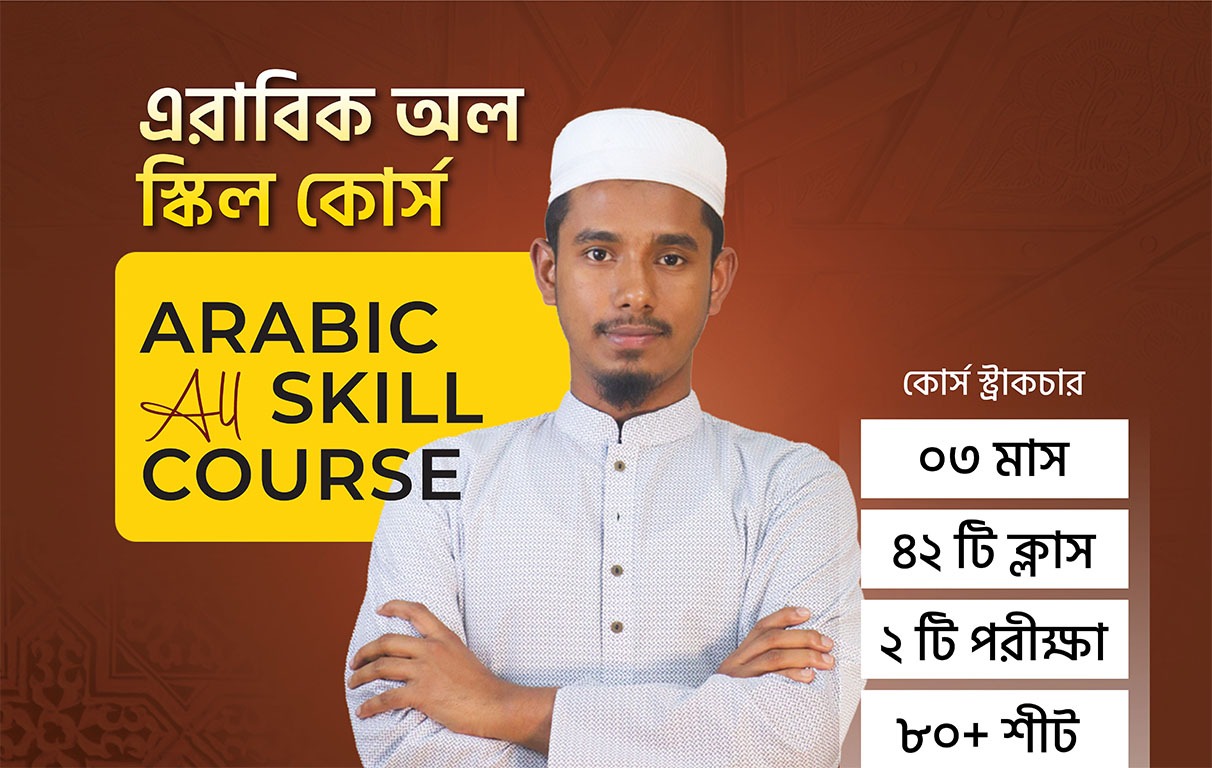 এরাবিক অল
স্কিল কোর্স
ARABIC
All SKILL
COURSE
কোর্স স্ট্রাকচার
০৩ মাস
৪২ টি ক্লাস
২ টি পরীক্ষা
৮০+ শীট